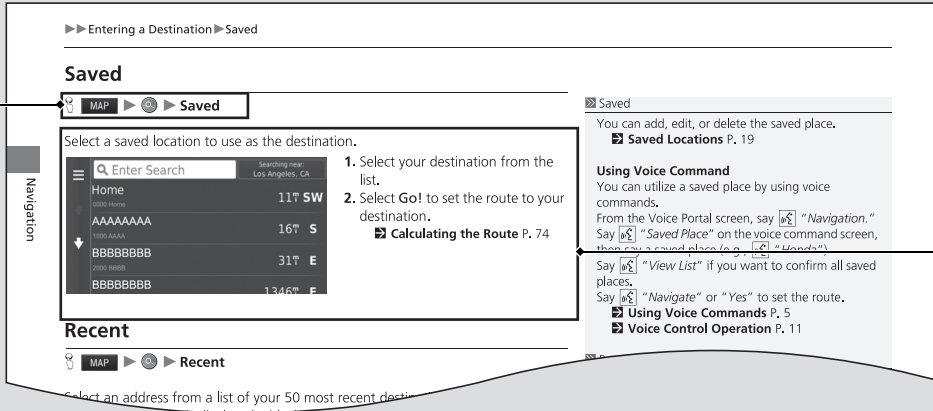 ▶▶Entering a Destination▶Saved
Saved
MAP ▶ ▶ Saved
Select a saved location to use as the destination.
Enter Search
Searching near:
Los Angeles, CA
Home
0000 Home
11 SW
AAAAAAAA
1000 AAAA
16 S
BBBBBBBB
2000 BBBB
31 E
BBBBBBBB
1346
1. Select your destination from the
list.
2. Select Go! to set the route to your
destination.
Calculating the Route P. 74
Recent
MAP ▶ ▶ Recent
Select an address from a list of your 50 most recent
Navigation
Saved
You can add, edit, or delete the saved place.
Saved Locations P. 19
Using Voice Command
You can utilize a saved place by using voice
commands.
From the Voice Portal screen, say "Navigation."
Say "Saved Place" on the voice command screen,
then say a saved place (e.g., "Honda")
Say "View List" if you want to confirm all saved
places.
Say "Navigate" or "Yes" to set the route.
Using Voice Commands P. 5
Voice Control Operation P. 11